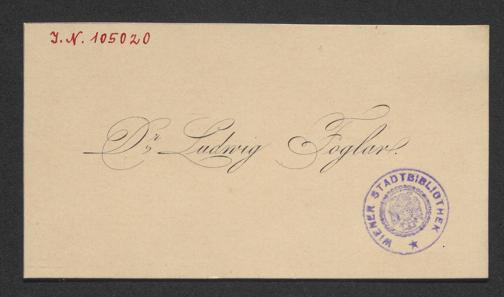 J.N. 105020
Dr. Ludwig Foglar.
WIENER STADTBIBLIOTHEK